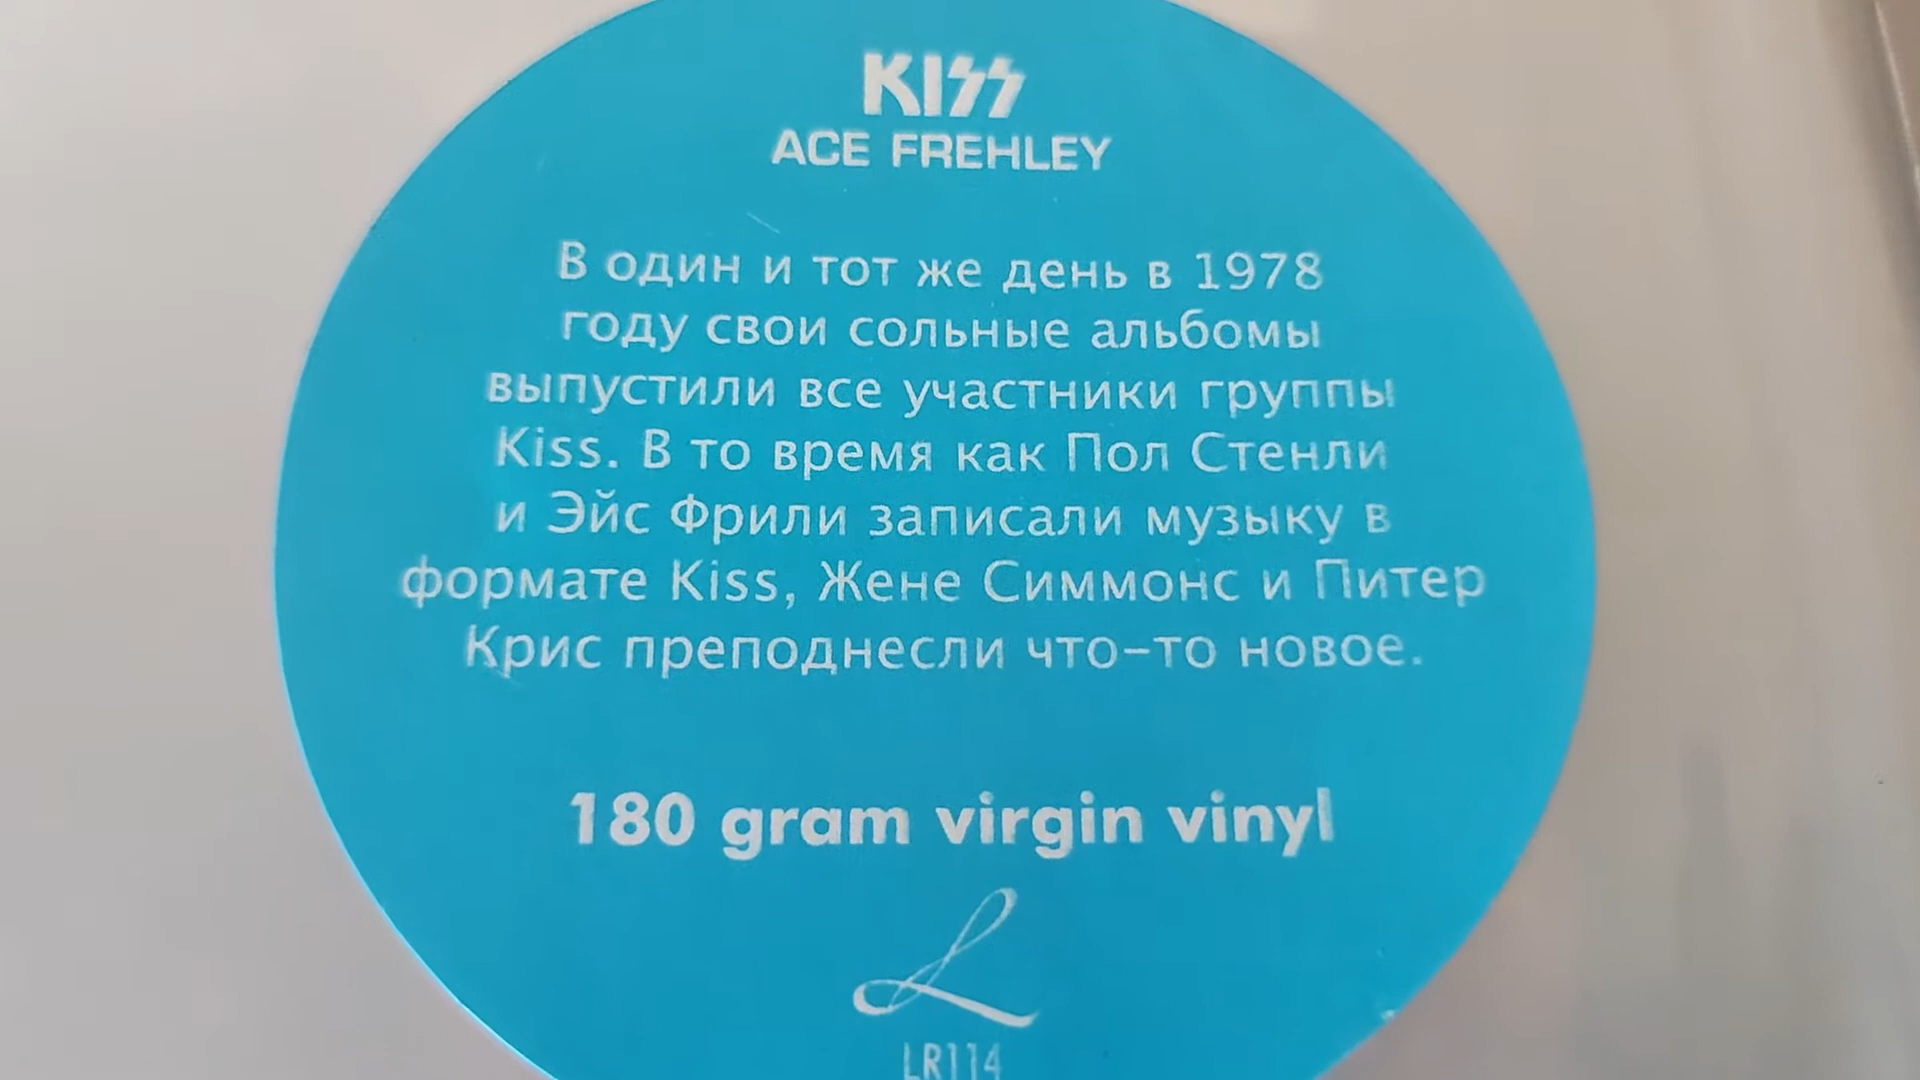 KISS
ACE FREHLEY
В один и тот же день в 1978
году свои сольные альбомы
выпустили все участники группы
Kiss. В то время как Пол Стенли
и Эйс Фрили записали музыку в
формате Kiss, Жене Симмонс и Питер
Крис преподнесли что-то новое.
180 gram virgin vinyl
L
LR114